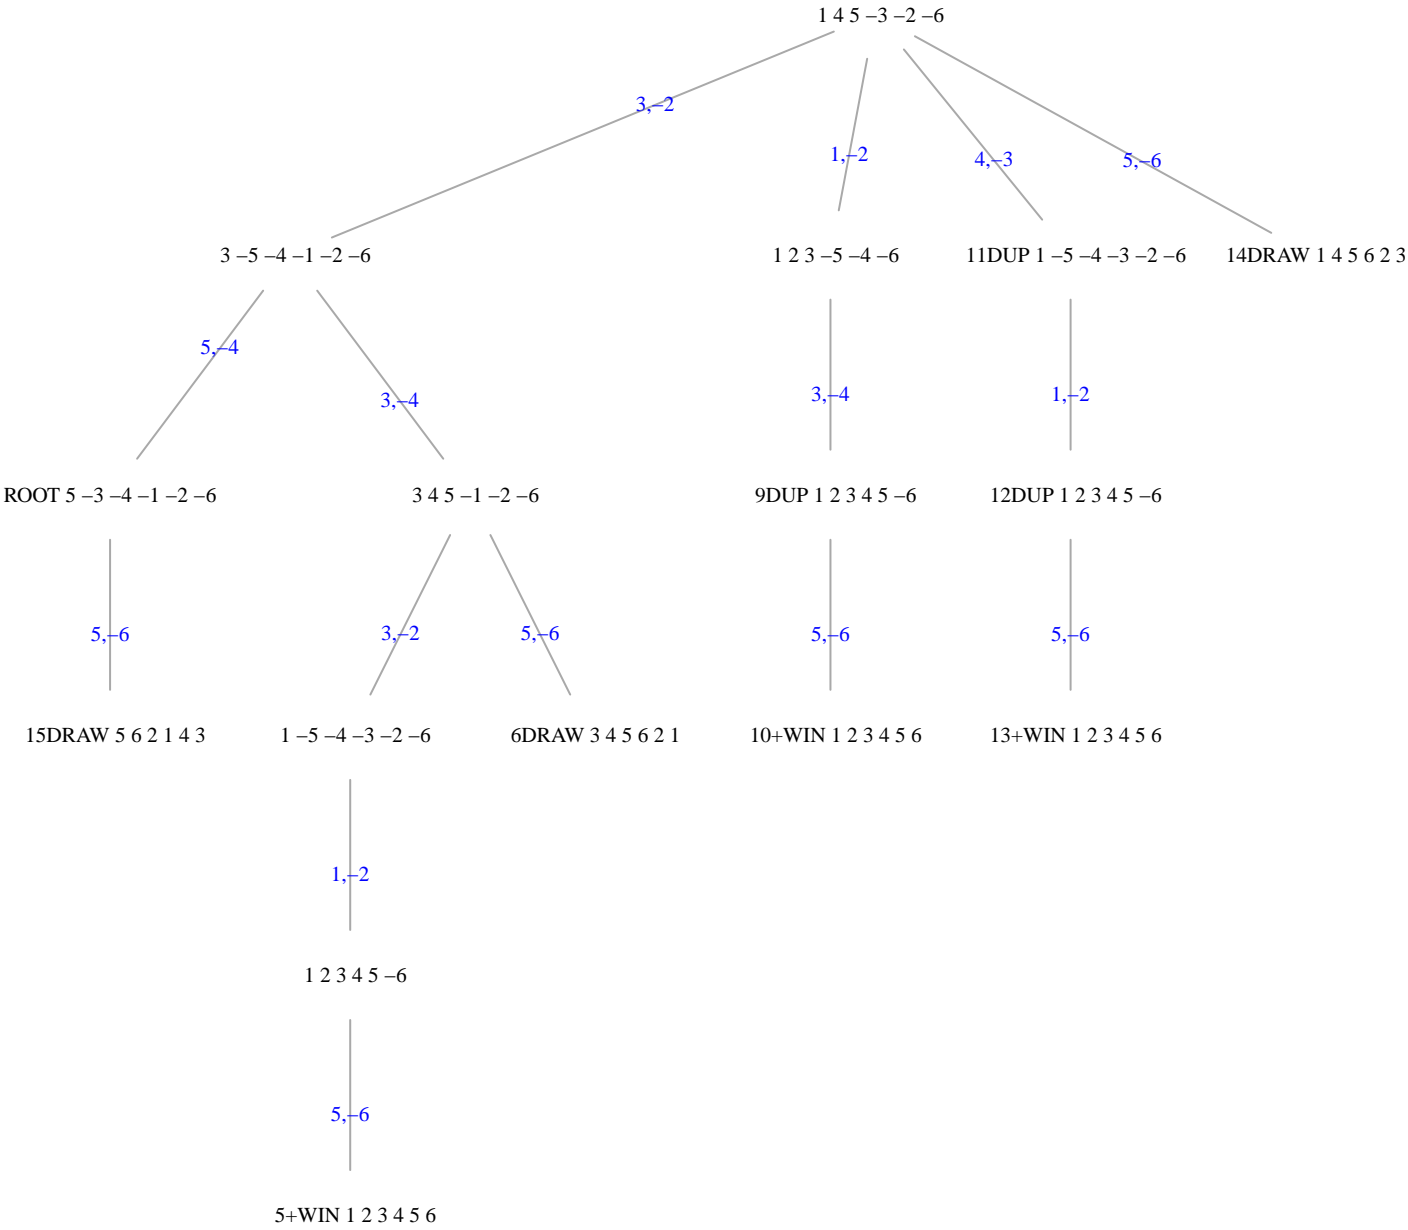 1 4 5 –3 –2 –6
3,–2
1,–2
4,–3
5,–6
3 –5 –4 –1 –2 –6
1 2 3 –5 –4 –6
11DUP 1 –5 –4 –3 –2 –6
14DRAW 1 4 5 6 2 3
5,–4
3,–4
3,–4
1,–2
ROOT 5 –3 –4 –1 –2 –6
3 4 5 –1 –2 –6
9DUP 1 2 3 4 5 –6
12DUP 1 2 3 4 5 –6
5,–6
3,–2
5,–6
5,–6
5,–6
15DRAW 5 6 2 1 4 3
1 –5 –4 –3 –2 –6
6DRAW 3 4 5 6 2 1
10+WIN 1 2 3 4 5 6
13+WIN 1 2 3 4 5 6
1,–2
1 2 3 4 5 –6
5,–6
5+WIN 1 2 3 4 5 6